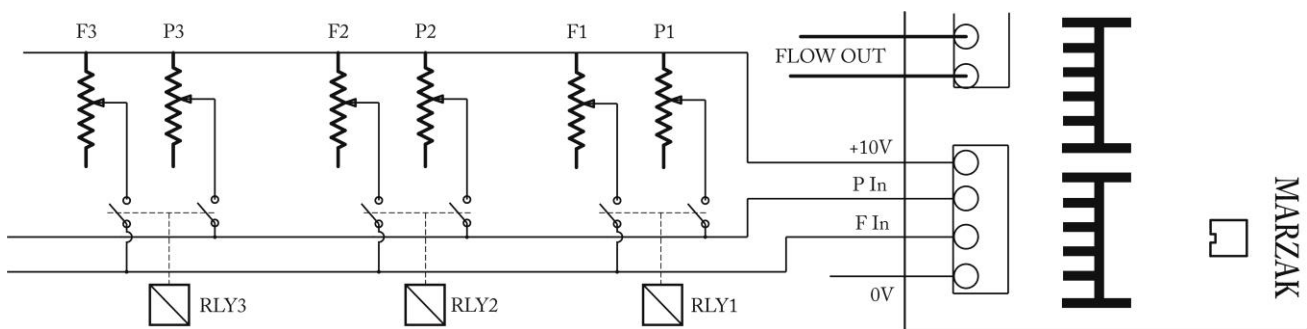 F3 P3 F2 P2 F1 P1
FLOW OUT
+10V
P In
F In
0V
RLY3 RLY2 RLY1
MARZAK